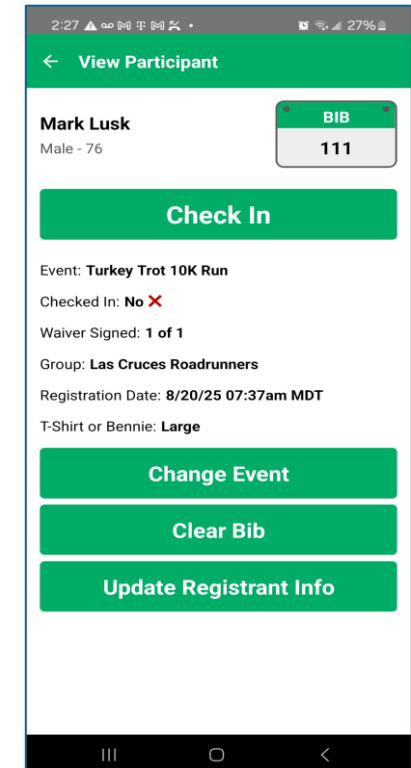 2:27
27%
View Participant
Mark Lusk
Male - 76
BIB
111
Check In
Event: Turkey Trot 10K Run
Checked In: No ❌
Waiver Signed: 1 of 1
Group: Las Cruces Roadrunners
Registration Date: 8/20/25 07:37am MDT
T-Shirt or Bennie: Large
Change Event
Clear Bib
Update Registrant Info